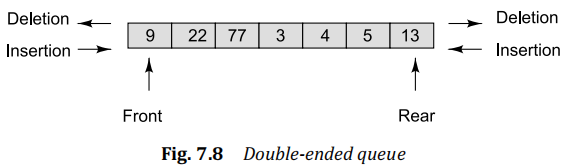 Deletion
Insertion
9 22 77 3 4 5 13
Deletion
Insertion
Front
Rear
Fig. 7.8 Double-ended queue